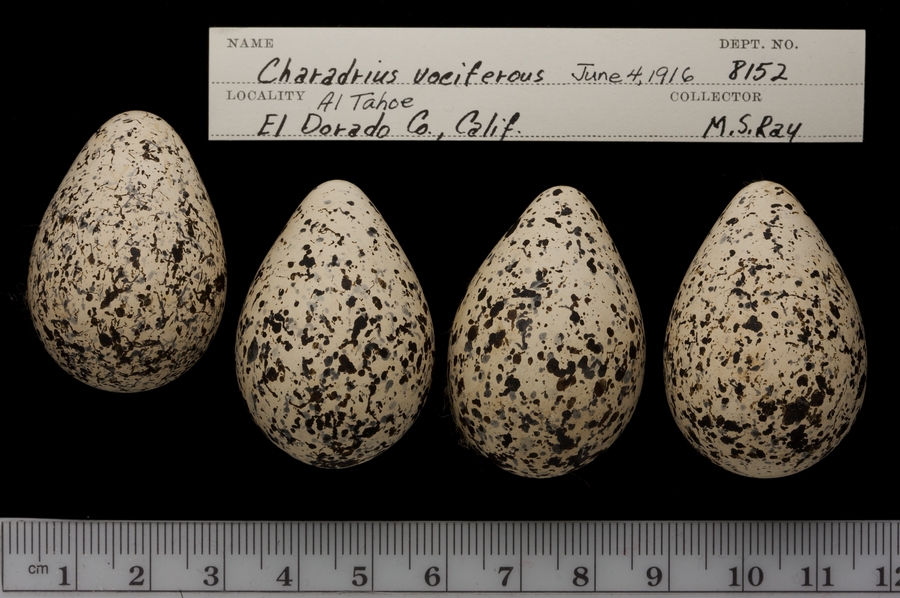 NAME DEPT. NO.
Charadrius vociferous June 4, 1916 8152
LOCALITY Al Tahoe COLLECTOR
El Dorado Co., Calif. M.S. Ray
cm 1 2 3 4 5 6 7 8 9 10 11 12